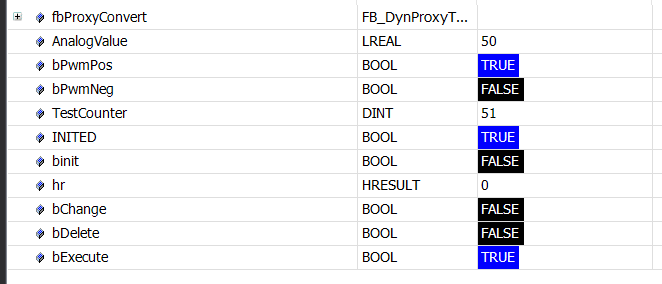 fbProxyConvert FB_DynProxyT...
AnalogValue LREAL 50
bPwmPos BOOL TRUE
bPwmNeg BOOL FALSE
TestCounter DINT 51
INITED BOOL TRUE
binit BOOL FALSE
hr HRESULT 0
bChange BOOL FALSE
bDelete BOOL FALSE
bExecute BOOL TRUE